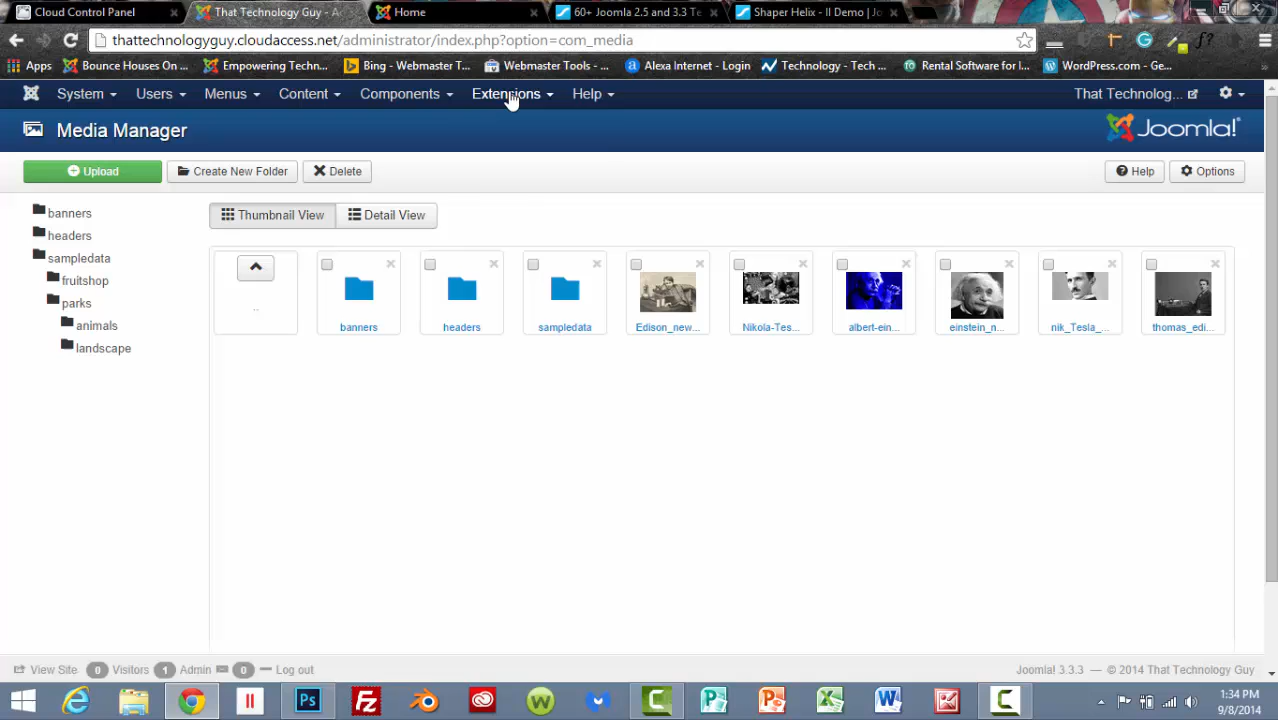 Cloud Control Panel
That Technology Guy - Ac
Home
60+ Joomla 2.5 and 3.3 Te
Shaper Helix - II Demo | Jo
thattechnologyguy.cloudaccess.net/administrator/index.php?option=com_media
Apps Bounce Houses On ... Empowering Techn... Bing - Webmaster T... Webmaster Tools - ... Alexa Internet - Login Technology - Tech ... Rental Software for I... WordPress.com - Ge...
System Users Menus Content Components Extensions Help That Technolog...
Media Manager
Joomla!®
Upload Create New Folder Delete Help Options
banners
headers
sampledata
fruitshop
parks
animals
landscape
Thumbnail View Detail View
..
banners headers sampledata Edison_new... Nikola-Tes... albert-ein... einstein_n... nik_Tesla_... thomas_edi...
View Site 0 Visitors 1 Admin 0 Log out
Joomla! 3.3.3 — © 2014 That Technology Guy
Ps
Fz
1:34 PM
9/8/2014